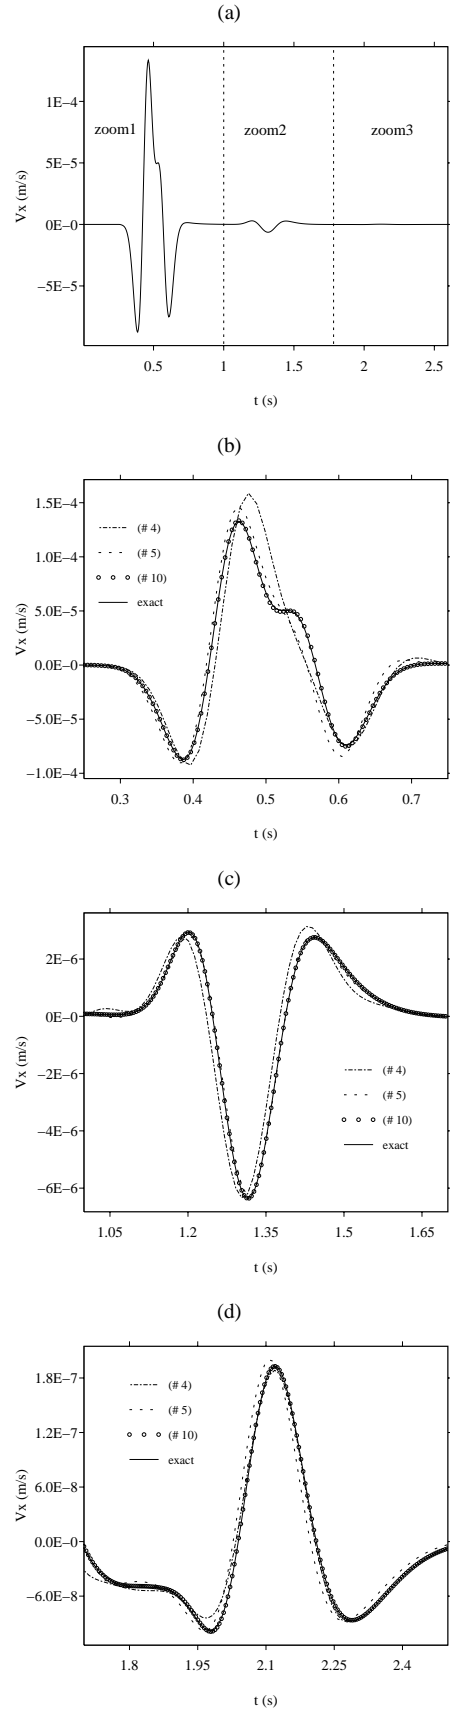 (a)
1E-4
5E-5
0E-0
-5E-5
Vx (m/s)
zoom1
zoom2
zoom3
0.5
1
1.5
2
2.5
t (s)
(b)
1.5E-4
1.0E-4
5.0E-5
0.0E-0
-5.0E-5
-1.0E-4
Vx (m/s)
(# 4)
(# 5)
(# 10)
exact
0.3
0.4
0.5
0.6
0.7
t (s)
(c)
2E-6
0E-0
-2E-6
-4E-6
-6E-6
Vx (m/s)
(# 4)
(# 5)
(# 10)
exact
1.05
1.2
1.35
1.5
1.65
t (s)
(d)
1.8E-7
1.2E-7
6.0E-8
0.0E-0
-6.0E-8
Vx (m/s)
(# 4)
(# 5)
(# 10)
exact
1.8
1.95
2.1
2.25
2.4
t (s)